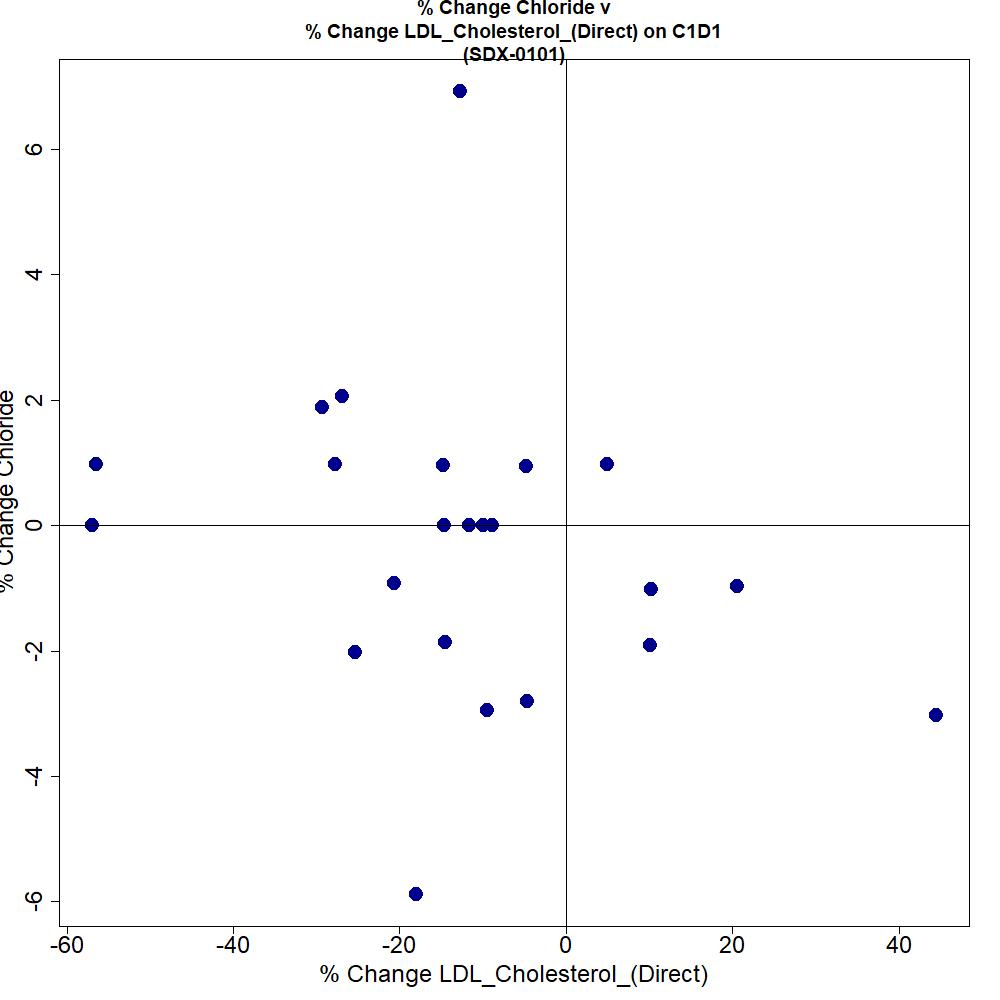 % Change Chloride v
% Change LDL_Cholesterol_(Direct) on C1D1
(SDX-0101)
6
4
2
0
-2
-4
-6
% Change Chloride
-60 -40 -20 0 20 40
% Change LDL_Cholesterol_(Direct)